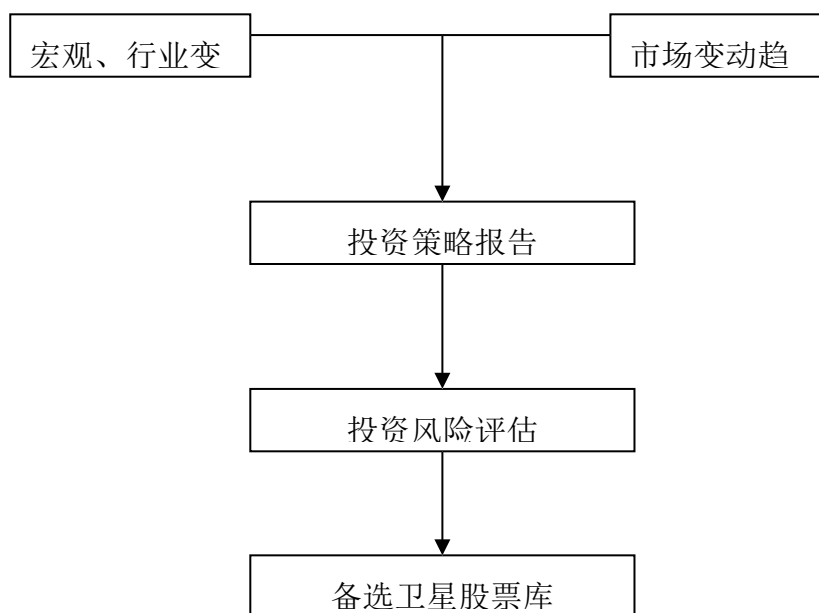 宏观、行业变
市场变动趋
投资策略报告
投资风险评估
备选卫星股票库